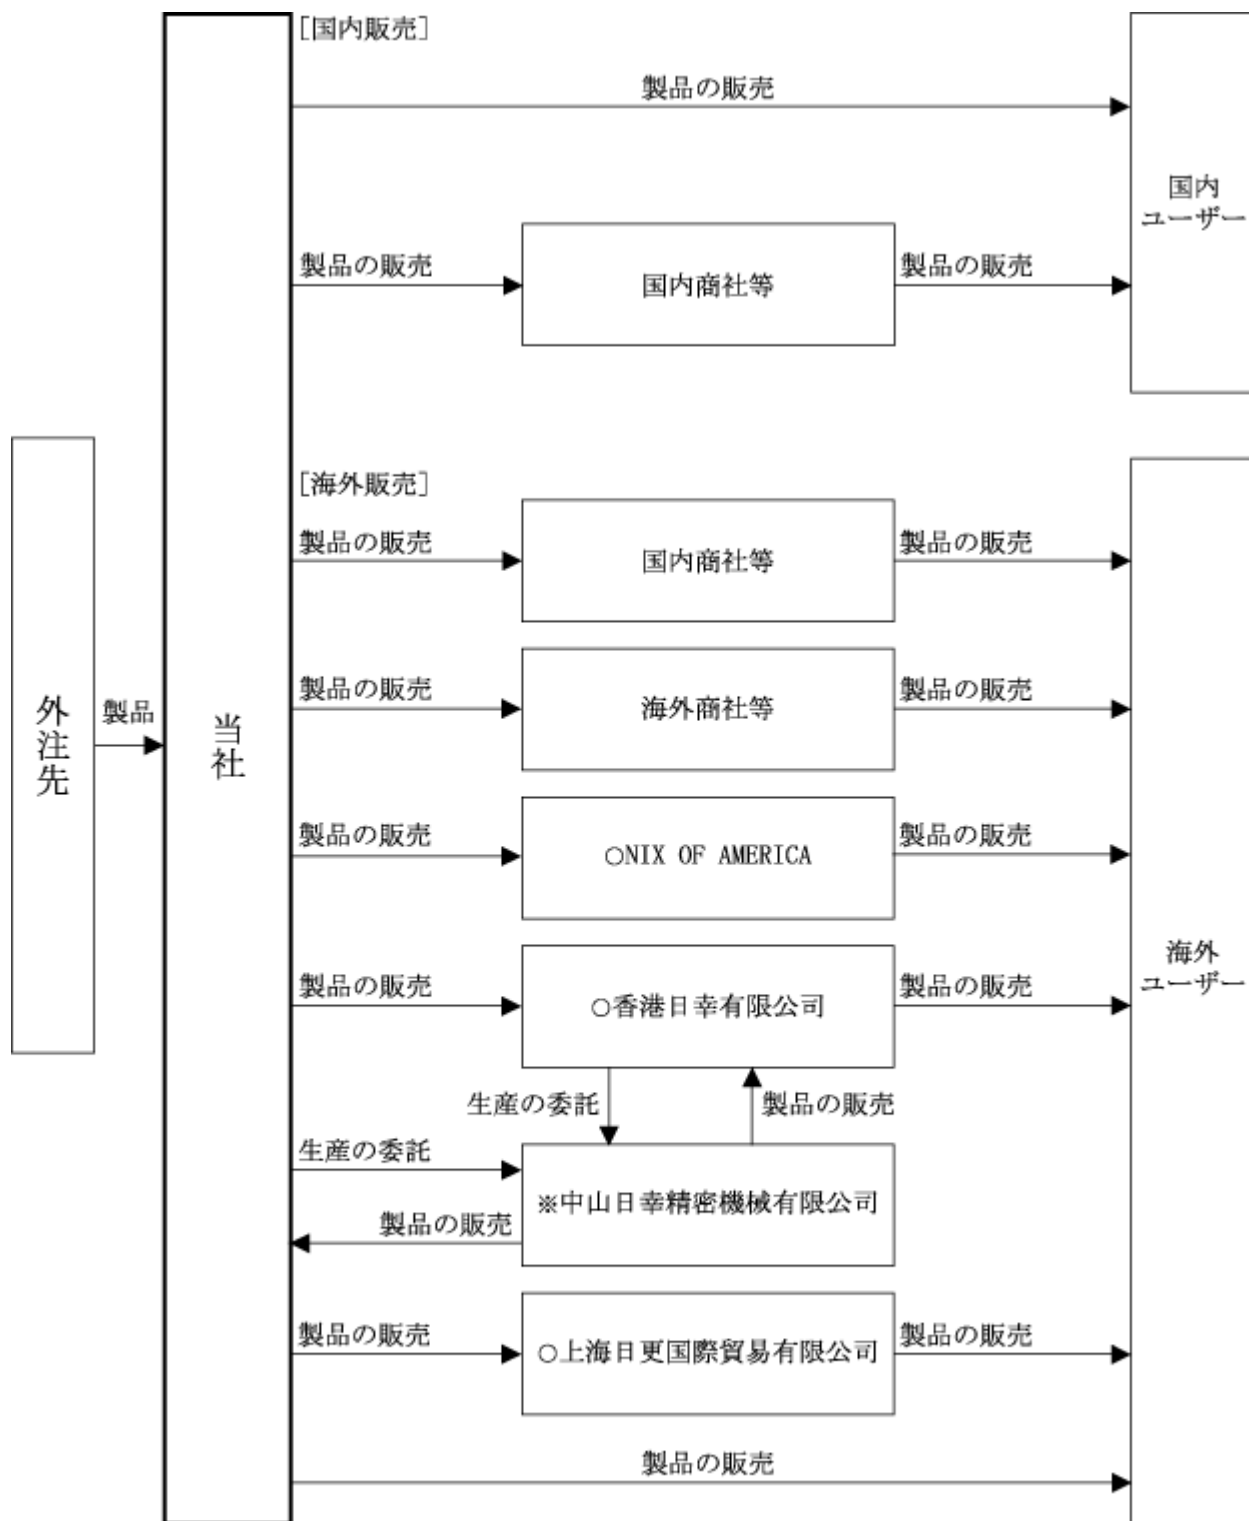 [国内販売]
製品の販売
国内
ユーザー
製品の販売
国内商社等
製品の販売
[海外販売]
製品の販売
国内商社等
製品の販売
外注先
製品
当社
製品の販売
海外商社等
製品の販売
製品の販売
○NIX OF AMERICA
製品の販売
海外
ユーザー
製品の販売
○香港日幸有限公司
製品の販売
生産の委託
製品の販売
生産の委託
※中山日幸精密機械有限公司
製品の販売
製品の販売
○上海日更国際貿易有限公司
製品の販売
製品の販売